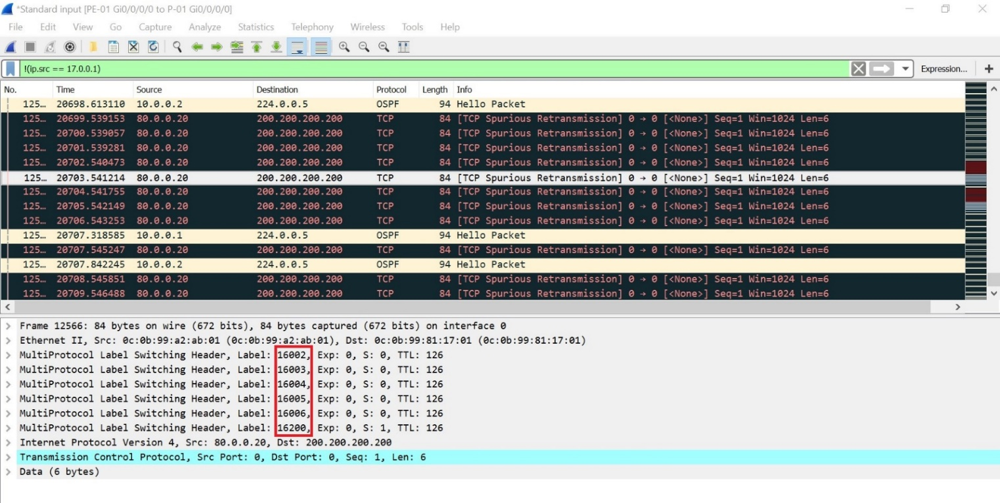 *Standard input [PE-01 Gi0/0/0/0 to P-01 Gi0/0/0/0]
File Edit View Go Capture Analyze Statistics Telephony Wireless Tools Help
!(ip.src == 17.0.0.1) Expression... +
No. Time Source Destination Protocol Length Info
125… 20698.613110 10.0.0.2 224.0.0.5 OSPF 94 Hello Packet
125… 20699.539153 80.0.0.20 200.200.200.200 TCP 84 [TCP Spurious Retransmission] 0 → 0 [<None>] Seq=1 Win=1024 Len=6
125… 20700.539057 80.0.0.20 200.200.200.200 TCP 84 [TCP Spurious Retransmission] 0 → 0 [<None>] Seq=1 Win=1024 Len=6
125… 20701.539281 80.0.0.20 200.200.200.200 TCP 84 [TCP Spurious Retransmission] 0 → 0 [<None>] Seq=1 Win=1024 Len=6
125… 20702.540473 80.0.0.20 200.200.200.200 TCP 84 [TCP Spurious Retransmission] 0 → 0 [<None>] Seq=1 Win=1024 Len=6
125… 20703.541214 80.0.0.20 200.200.200.200 TCP 84 [TCP Spurious Retransmission] 0 → 0 [<None>] Seq=1 Win=1024 Len=6
125… 20704.541755 80.0.0.20 200.200.200.200 TCP 84 [TCP Spurious Retransmission] 0 → 0 [<None>] Seq=1 Win=1024 Len=6
125… 20705.542149 80.0.0.20 200.200.200.200 TCP 84 [TCP Spurious Retransmission] 0 → 0 [<None>] Seq=1 Win=1024 Len=6
125… 20706.543253 80.0.0.20 200.200.200.200 TCP 84 [TCP Spurious Retransmission] 0 → 0 [<None>] Seq=1 Win=1024 Len=6
125… 20707.318585 10.0.0.1 224.0.0.5 OSPF 94 Hello Packet
125… 20707.545247 80.0.0.20 200.200.200.200 TCP 84 [TCP Spurious Retransmission] 0 → 0 [<None>] Seq=1 Win=1024 Len=6
125… 20707.842245 10.0.0.2 224.0.0.5 OSPF 94 Hello Packet
125… 20708.545851 80.0.0.20 200.200.200.200 TCP 84 [TCP Spurious Retransmission] 0 → 0 [<None>] Seq=1 Win=1024 Len=6
125… 20709.546488 80.0.0.20 200.200.200.200 TCP 84 [TCP Spurious Retransmission] 0 → 0 [<None>] Seq=1 Win=1024 Len=6
> Frame 12566: 84 bytes on wire (672 bits), 84 bytes captured (672 bits) on interface 0
> Ethernet II, Src: 0c:0b:99:a2:ab:01 (0c:0b:99:a2:ab:01), Dst: 0c:0b:99:81:17:01 (0c:0b:99:81:17:01)
> MultiProtocol Label Switching Header, Label: 16002, Exp: 0, S: 0, TTL: 126
> MultiProtocol Label Switching Header, Label: 16003, Exp: 0, S: 0, TTL: 126
> MultiProtocol Label Switching Header, Label: 16004, Exp: 0, S: 0, TTL: 126
> MultiProtocol Label Switching Header, Label: 16005, Exp: 0, S: 0, TTL: 126
> MultiProtocol Label Switching Header, Label: 16006, Exp: 0, S: 0, TTL: 126
> MultiProtocol Label Switching Header, Label: 16200, Exp: 0, S: 1, TTL: 126
> Internet Protocol Version 4, Src: 80.0.0.20, Dst: 200.200.200.200
> Transmission Control Protocol, Src Port: 0, Dst Port: 0, Seq: 1, Len: 6
> Data (6 bytes)